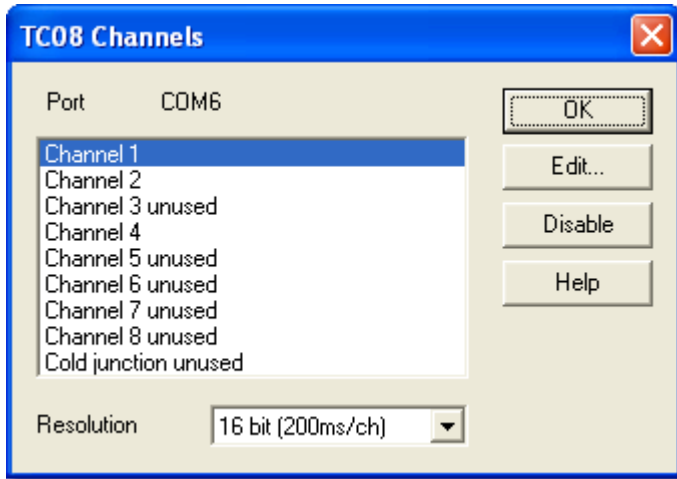 TC08 Channels
Port COM6
OK
Channel 1
Channel 2
Channel 3 unused
Channel 4
Channel 5 unused
Channel 6 unused
Channel 7 unused
Channel 8 unused
Cold junction unused
Edit...
Disable
Help
Resolution 16 bit (200ms/ch)